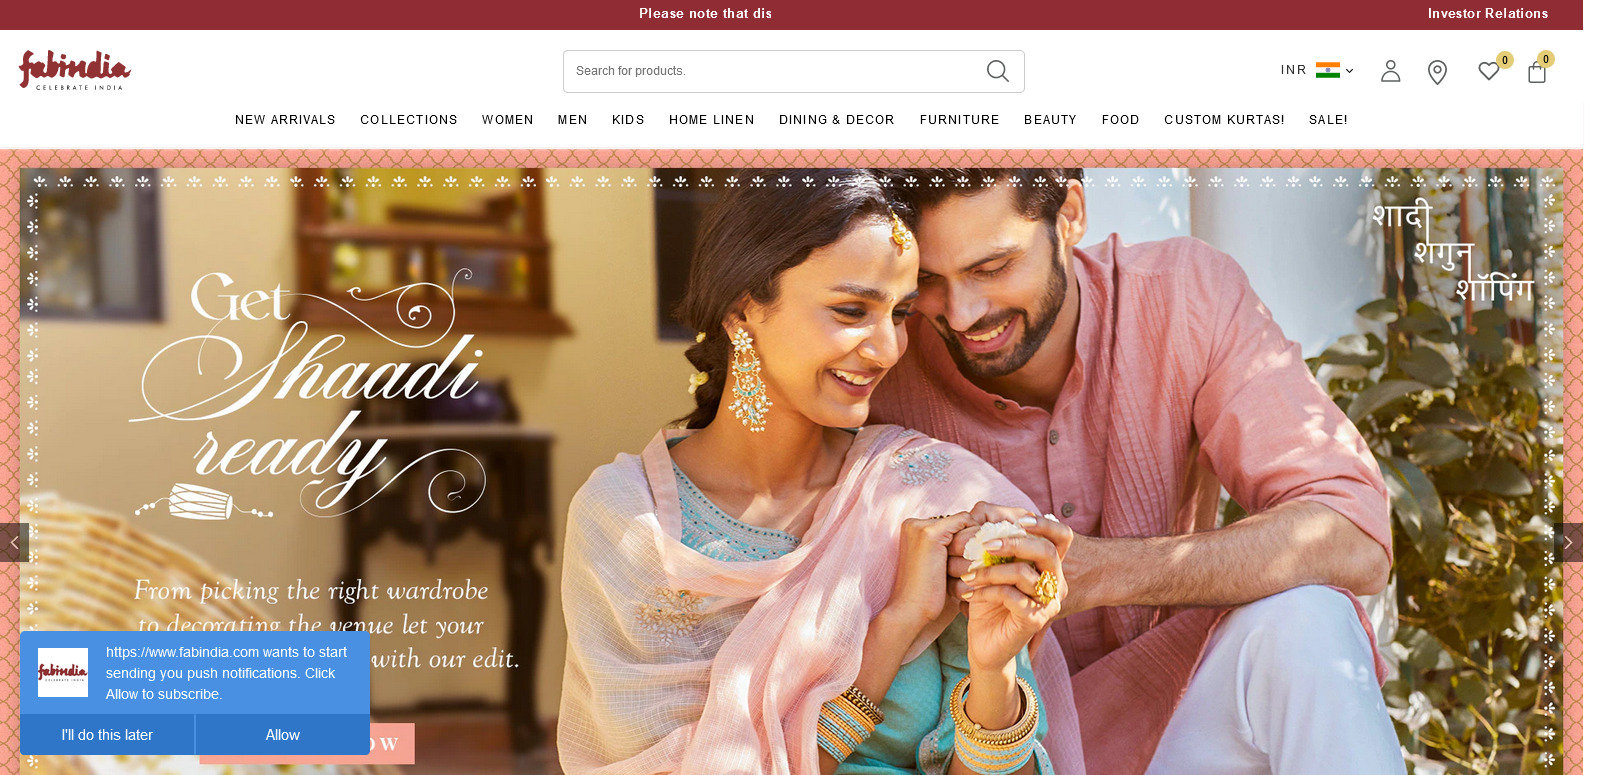 Please note that dis
Investor Relations
fabindia
CELEBRATE INDIA
Search for products.
INR
0
0
NEW ARRIVALS COLLECTIONS WOMEN MEN KIDS HOME LINEN DINING & DECOR FURNITURE BEAUTY FOOD CUSTOM KURTAS! SALE!
शादी
शगुन
शॉपिंग
Get
Shaadi
ready
From picking the right wardrobe
to decorating the venue let your
with our edit.
https://www.fabindia.com wants to start
sending you push notifications. Click
Allow to subscribe.
fabindia
CELEBRATE INDIA
I'll do this later
Allow
OW